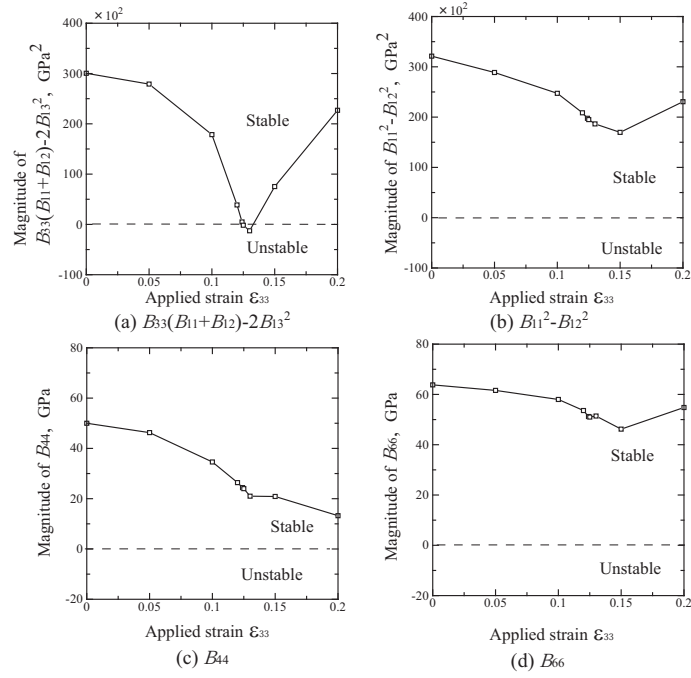 × 10²
400
300
200
100
0
-100
Magnitude of
B₃₃(B₁₁+B₁₂)-2B₁₃², GPa²
Stable
Unstable
0 0.05 0.1 0.15 0.2
Applied strain ε₃₃
(a) B₃₃(B₁₁+B₁₂)-2B₁₃²
× 10²
400
300
200
100
0
-100
Magnitude of B₁₁²-B₁₂², GPa²
Stable
Unstable
0 0.05 0.1 0.15 0.2
Applied strain ε₃₃
(b) B₁₁²-B₁₂²
80
60
40
20
0
-20
Magnitude of B₄₄, GPa
Stable
Unstable
0 0.05 0.1 0.15 0.2
Applied strain ε₃₃
(c) B₄₄
80
60
40
20
0
-20
Magnitude of B₆₆, GPa
Stable
Unstable
0 0.05 0.1 0.15 0.2
Applied strain ε₃₃
(d) B₆₆